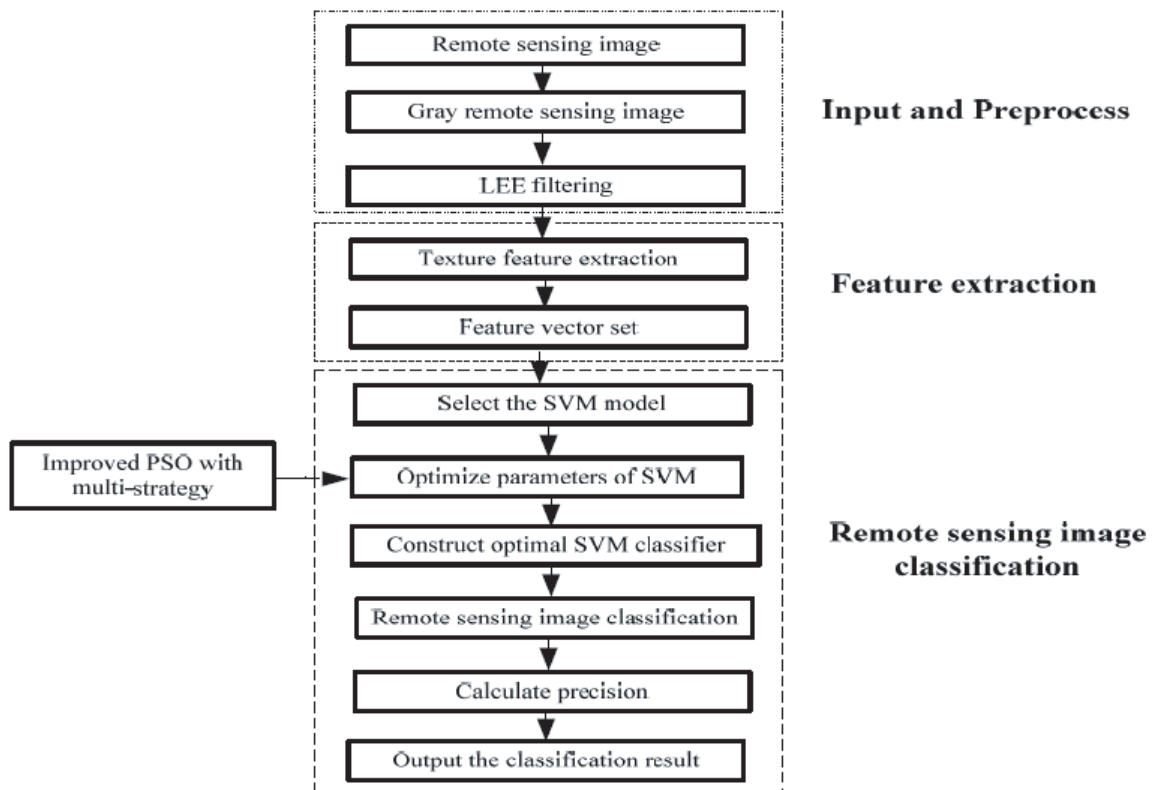 Remote sensing image
Gray remote sensing image
LEE filtering
Input and Preprocess
Texture feature extraction
Feature vector set
Feature extraction
Select the SVM model
Improved PSO with
multi-strategy
Optimize parameters of SVM
Construct optimal SVM classifier
Remote sensing image classification
Calculate precision
Output the classification result
Remote sensing image
classification